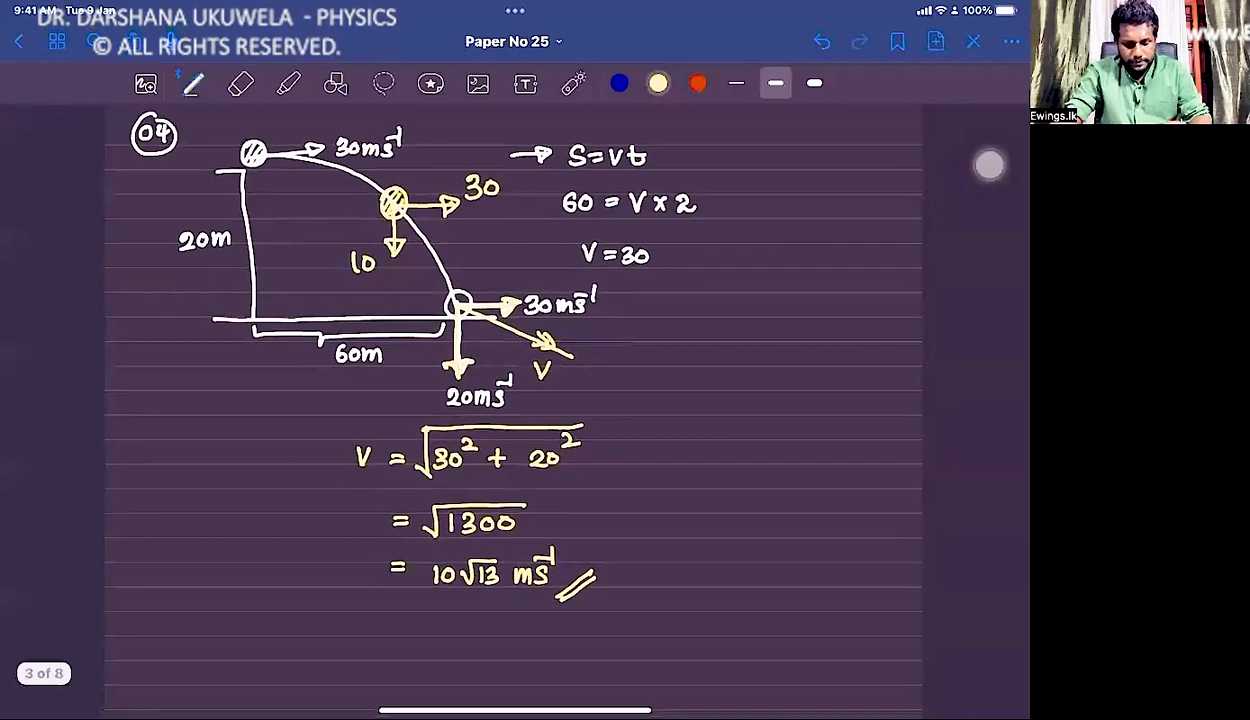 9:41 AM Tue 9 Jan
100%
DR. DARSHANA UKUWELA - PHYSICS
© ALL RIGHTS RESERVED.
Paper No 25
www.E
Ewings.lk
04
30ms⁻¹
→ S=vt
30
60 = V × 2
20m
10
V=30
30ms⁻¹
60m
V
20ms⁻¹
V = √(30² + 20²)
= √1300
= 10√13 ms⁻¹
3 of 8